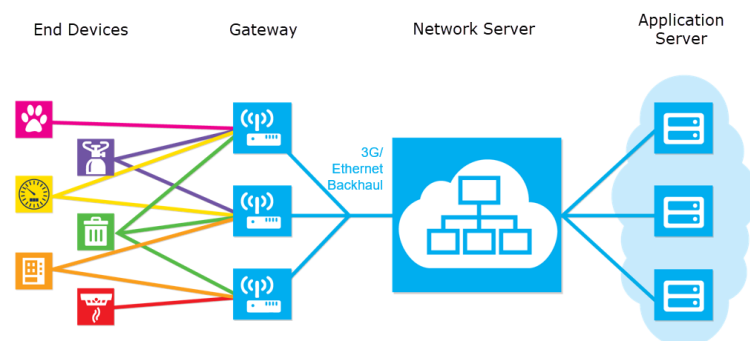 End Devices
Gateway
Network Server
Application
Server
3G/
Ethernet
Backhaul